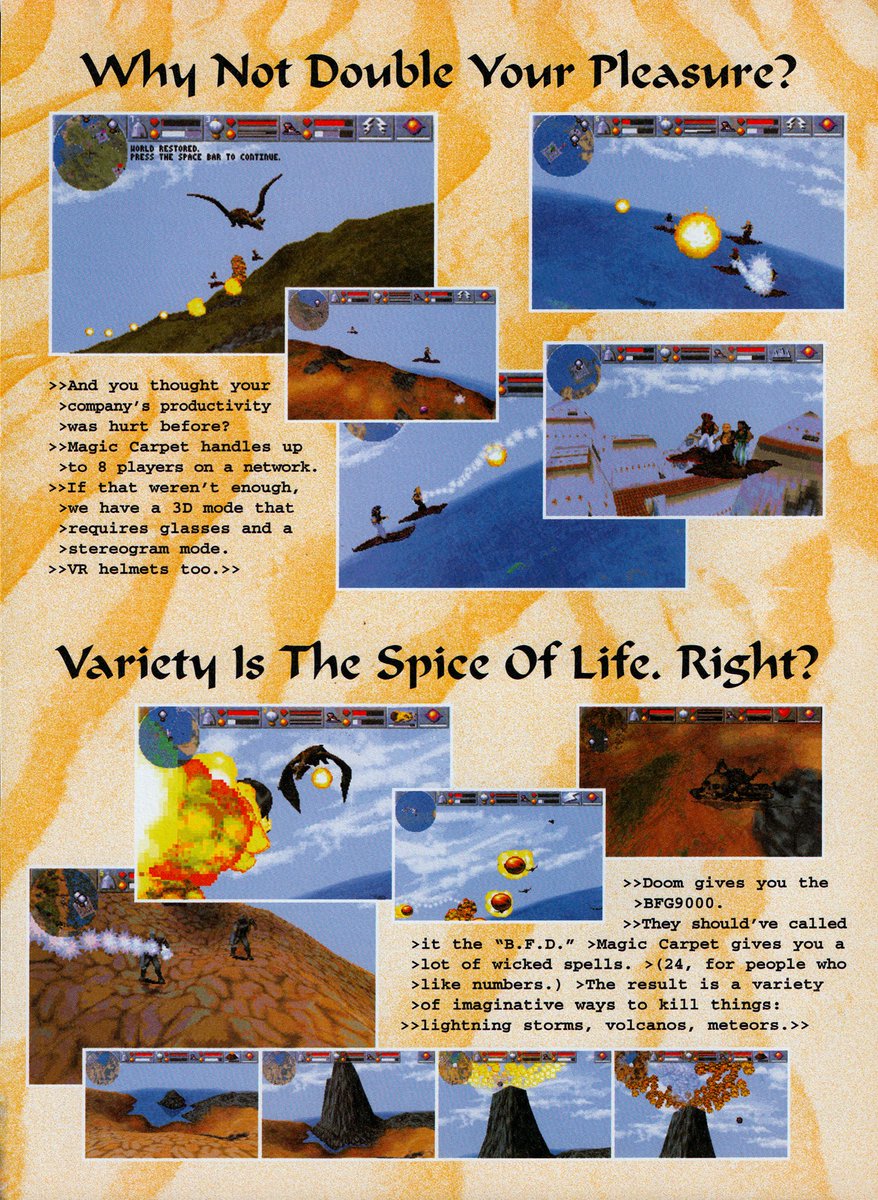 Why Not Double Your Pleasure?
WORLD RESTORED.
PRESS THE SPACE BAR TO CONTINUE.
>>And you thought your
>company's productivity
>was hurt before?
>>Magic Carpet handles up
>to 8 players on a network.
>>If that weren't enough,
>we have a 3D mode that
>requires glasses and a
>stereogram mode.
>>VR helmets too.>>
Variety Is The Spice Of Life. Right?
>>Doom gives you the
>BFG9000.
>>They should've called
>it the “B.F.D.” >Magic Carpet gives you a
>lot of wicked spells. >(24, for people who
>like numbers.) >The result is a variety
>of imaginative ways to kill things:
>>lightning storms, volcanos, meteors.>>